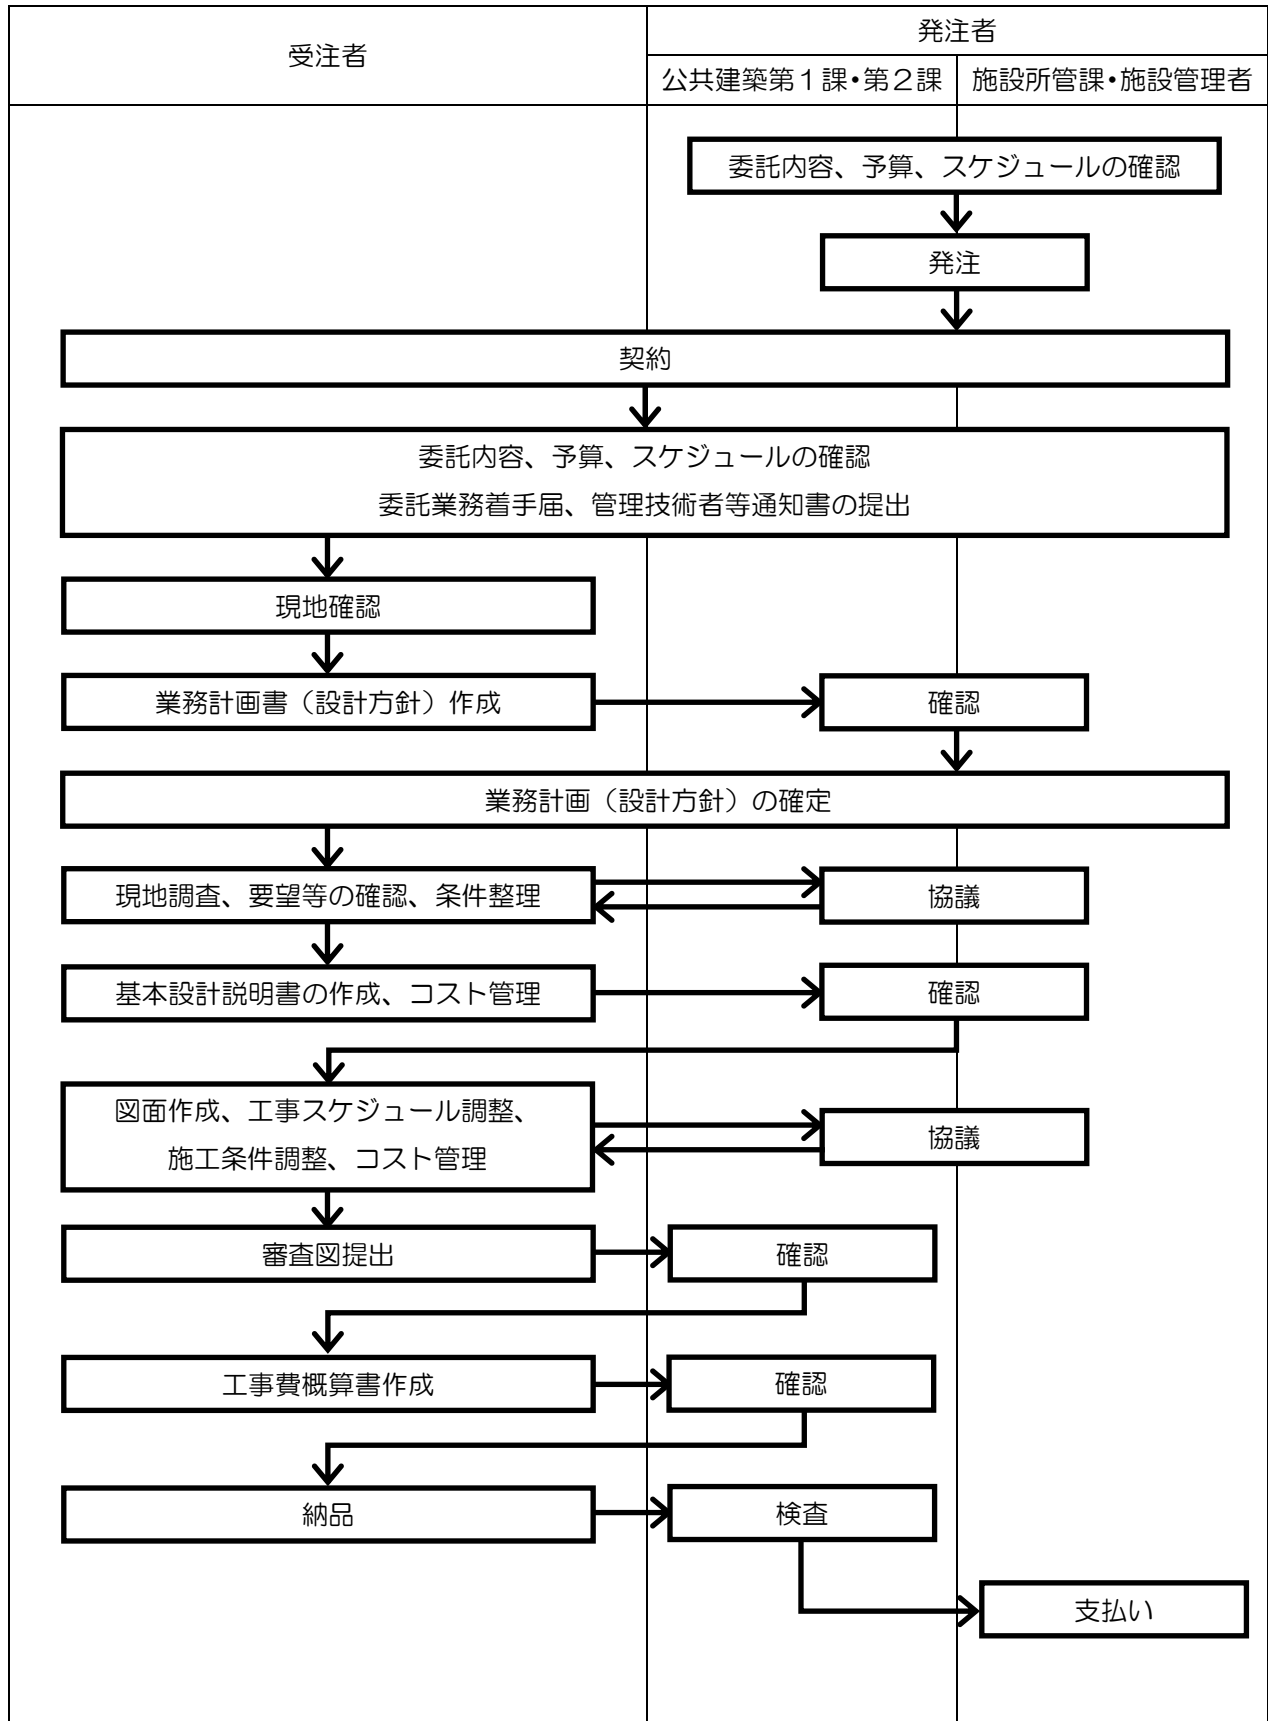 受注者
発注者
公共建築第１課・第２課
施設所管課・施設管理者
委託内容、予算、スケジュールの確認
発注
契約
委託内容、予算、スケジュールの確認
委託業務着手届、管理技術者等通知書の提出
現地確認
業務計画書（設計方針）作成
確認
業務計画（設計方針）の確定
現地調査、要望等の確認、条件整理
協議
基本設計説明書の作成、コスト管理
確認
図面作成、工事スケジュール調整、
施工条件調整、コスト管理
協議
審査図提出
確認
工事費概算書作成
確認
納品
検査
支払い